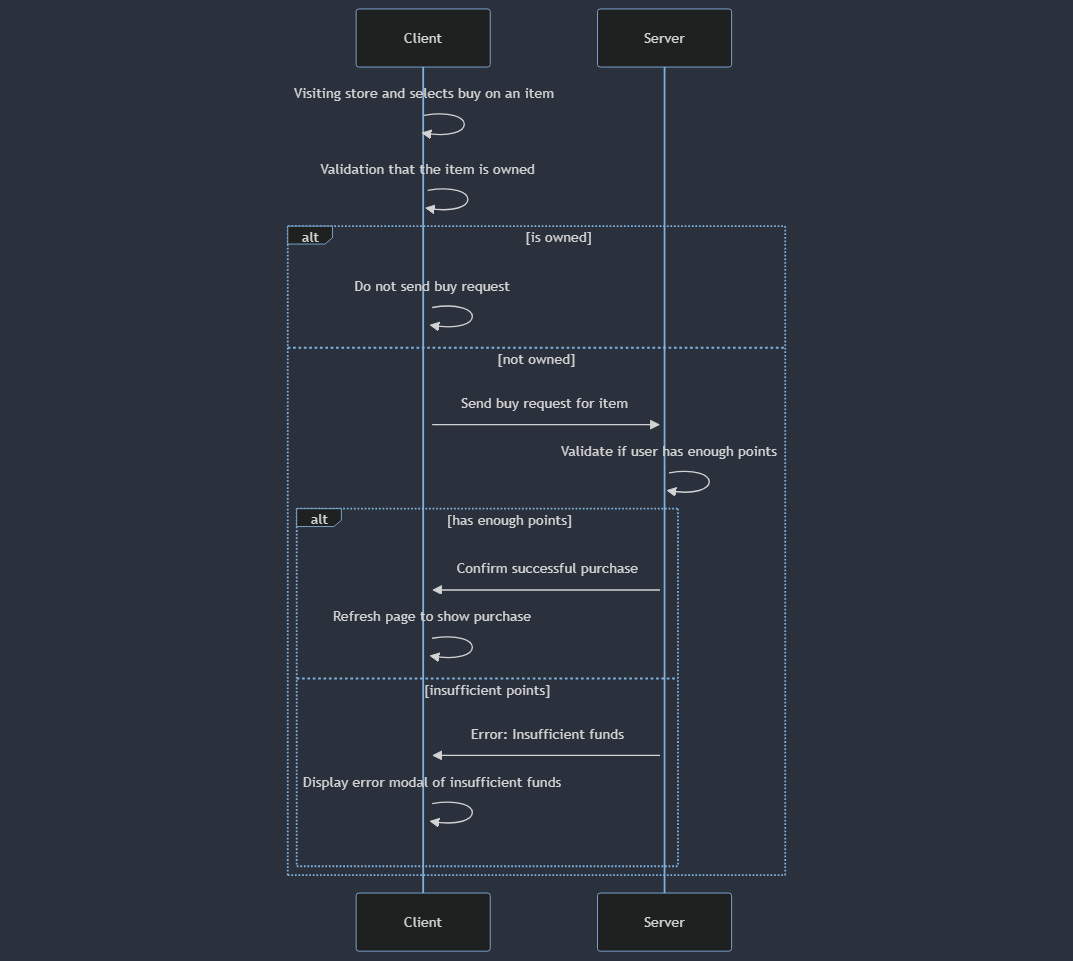 Client
Server
Visiting store and selects buy on an item
Validation that the item is owned
alt
[is owned]
Do not send buy request
[not owned]
Send buy request for item
Validate if user has enough points
alt
[has enough points]
Confirm successful purchase
Refresh page to show purchase
[insufficient points]
Error: Insufficient funds
Display error modal of insufficient funds
Client
Server